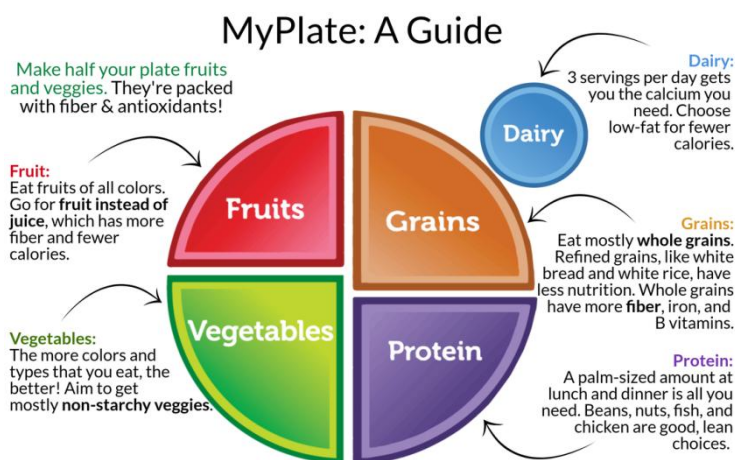 MyPlate: A Guide
Make half your plate fruits
and veggies. They're packed
with fiber & antioxidants!
Dairy:
3 servings per day gets
you the calcium you
need. Choose
low-fat for fewer
calories.
Dairy
Fruit:
Eat fruits of all colors.
Go for fruit instead of
juice, which has more
fiber and fewer
calories.
Fruits
Grains
Grains:
Eat mostly whole grains.
Refined grains, like white
bread and white rice, have
less nutrition. Whole grains
have more fiber, iron, and
B vitamins.
Vegetables:
The more colors and
types that you eat, the
better! Aim to get
mostly non-starchy veggies.
Vegetables
Protein
Protein:
A palm-sized amount at
lunch and dinner is all you
need. Beans, nuts, fish, and
chicken are good, lean
choices.